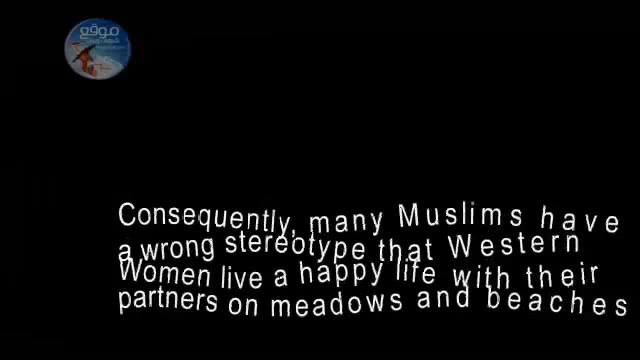 موقع
Consequently, many Muslims have
a wrong stereotype that Western
Women live a happy life with their
partners on meadows and beaches